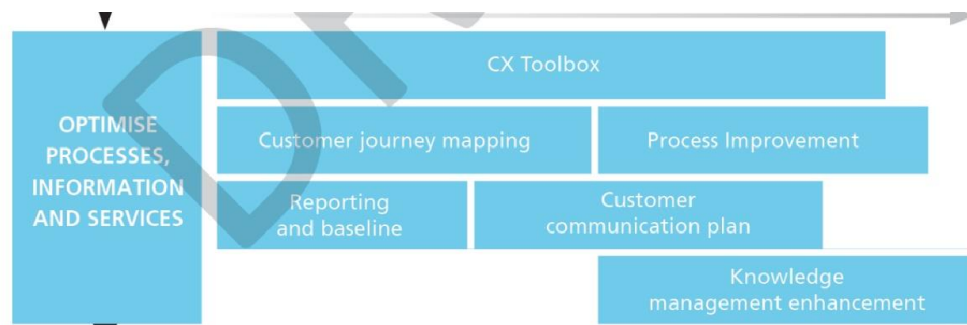 OPTIMISE
PROCESSES,
INFORMATION
AND SERVICES
CX Toolbox
Customer journey mapping
Process Improvement
Reporting
and baseline
Customer
communication plan
Knowledge
management enhancement